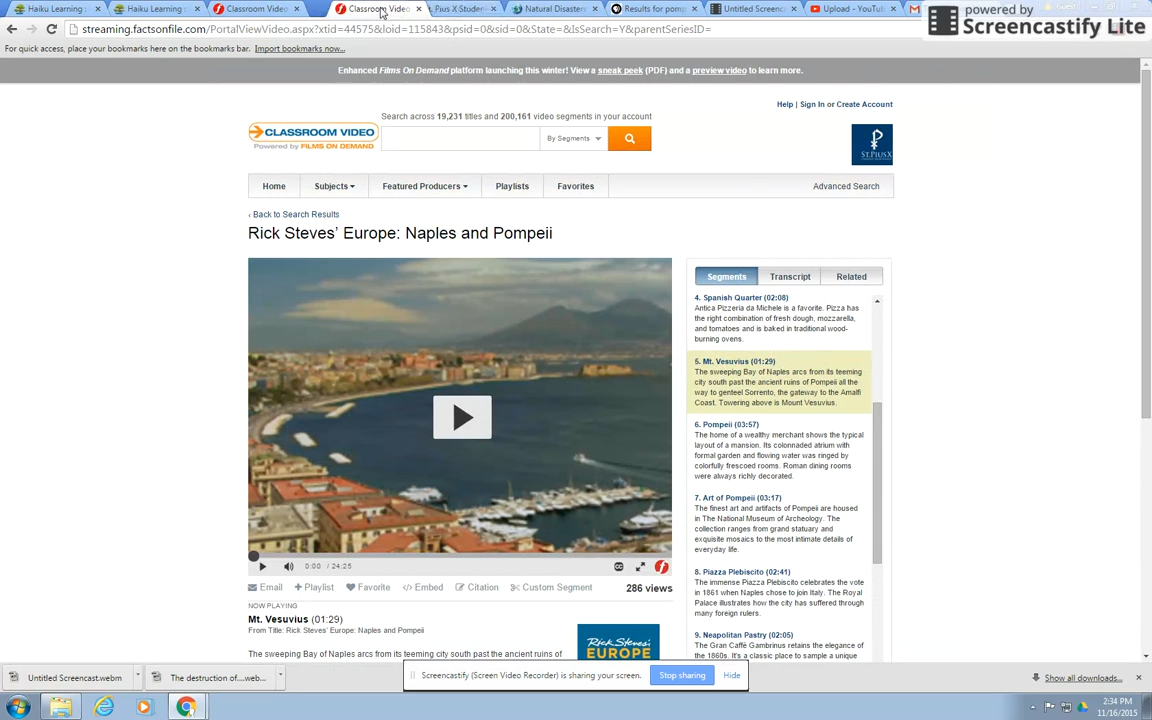 Haiku Learning :
Haiku Learning :
Classroom Video
Classroom Video
t. Pius X Studen
Natural Disasters
Results for pomp
Untitled Screenc
Upload - YouTube
powered by
Screencastify Lite
streaming.factsonfile.com/PortalViewVideo.aspx?xtid=44575&loid=115843&psid=0&sid=0&State=&IsSearch=Y&parentSeriesID=
For quick access, place your bookmarks here on the bookmarks bar. Import bookmarks now...
Enhanced Films On Demand platform launching this winter! View a sneak peek (PDF) and a preview video to learn more.
Help | Sign In or Create Account
Search across 19,231 titles and 200,161 video segments in your account
CLASSROOM VIDEO
Powered by FILMS ON DEMAND
By Segments
ST.PIUSX
Home
Subjects
Featured Producers
Playlists
Favorites
Advanced Search
‹ Back to Search Results
Rick Steves' Europe: Naples and Pompeii
Segments
Transcript
Related
4. Spanish Quarter (02:08)
Antica Pizzeria da Michele is a favorite. Pizza has
the right combination of fresh dough, mozzarella,
and tomatoes and is baked in traditional wood-
burning ovens.
5. Mt. Vesuvius (01:29)
The sweeping Bay of Naples arcs from its teeming
city south past the ancient ruins of Pompeii all the
way to genteel Sorrento, the gateway to the Amalfi
Coast. Towering above is Mount Vesuvius.
6. Pompeii (03:57)
The home of a wealthy merchant shows the typical
layout of a mansion. Its colonnaded atrium with
formal garden and flowing water was ringed by
colorfully frescoed rooms. Roman dining rooms
were always richly decorated.
7. Art of Pompeii (03:17)
The finest art and artifacts of Pompeii are housed
in The National Museum of Archeology. The
collection ranges from grand statuary and
exquisite mosaics to the most intimate details of
everyday life.
8. Piazza Plebiscito (02:41)
The immense Piazza Plebiscito celebrates the vote
in 1861 when Naples chose to join Italy. The Royal
Palace illustrates how the city has suffered through
many foreign rulers.
9. Neapolitan Pastry (02:05)
The Gran Caffè Gambrinus retains the elegance of
the 1860s. It's a classic place to sample a unique
0:00 / 24:25
CC
Email
Playlist
Favorite
Embed
Citation
Custom Segment
286 views
NOW PLAYING
Mt. Vesuvius (01:29)
From Title: Rick Steves' Europe: Naples and Pompeii
The sweeping Bay of Naples arcs from its teeming city south past the ancient ruins of
Rick Steves'
EUROPE
Screencastify (Screen Video Recorder) is sharing your screen.
Stop sharing
Hide
Untitled Screencast.webm
The destruction of....web...
Show all downloads...
2:34 PM
11/16/2015